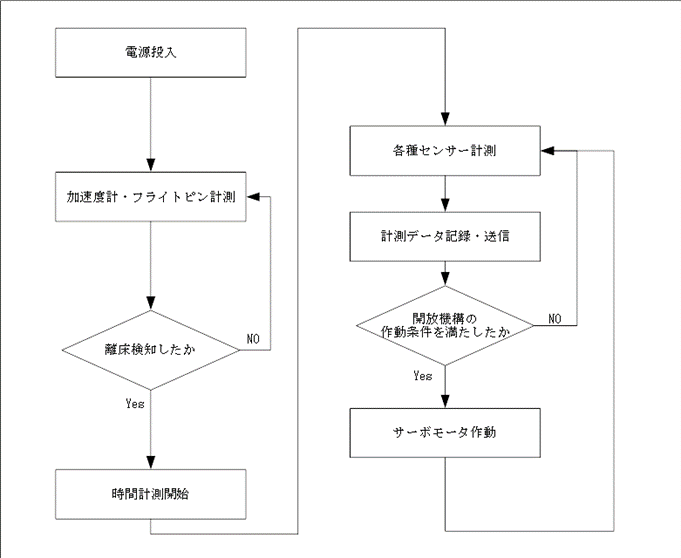 電源投入
加速度計・フライトピン計測
離床検知したか
NO
Yes
時間計測開始
各種センサー計測
計測データ記録・送信
開放機構の
作動条件を満たしたか
NO
Yes
サーボモータ作動